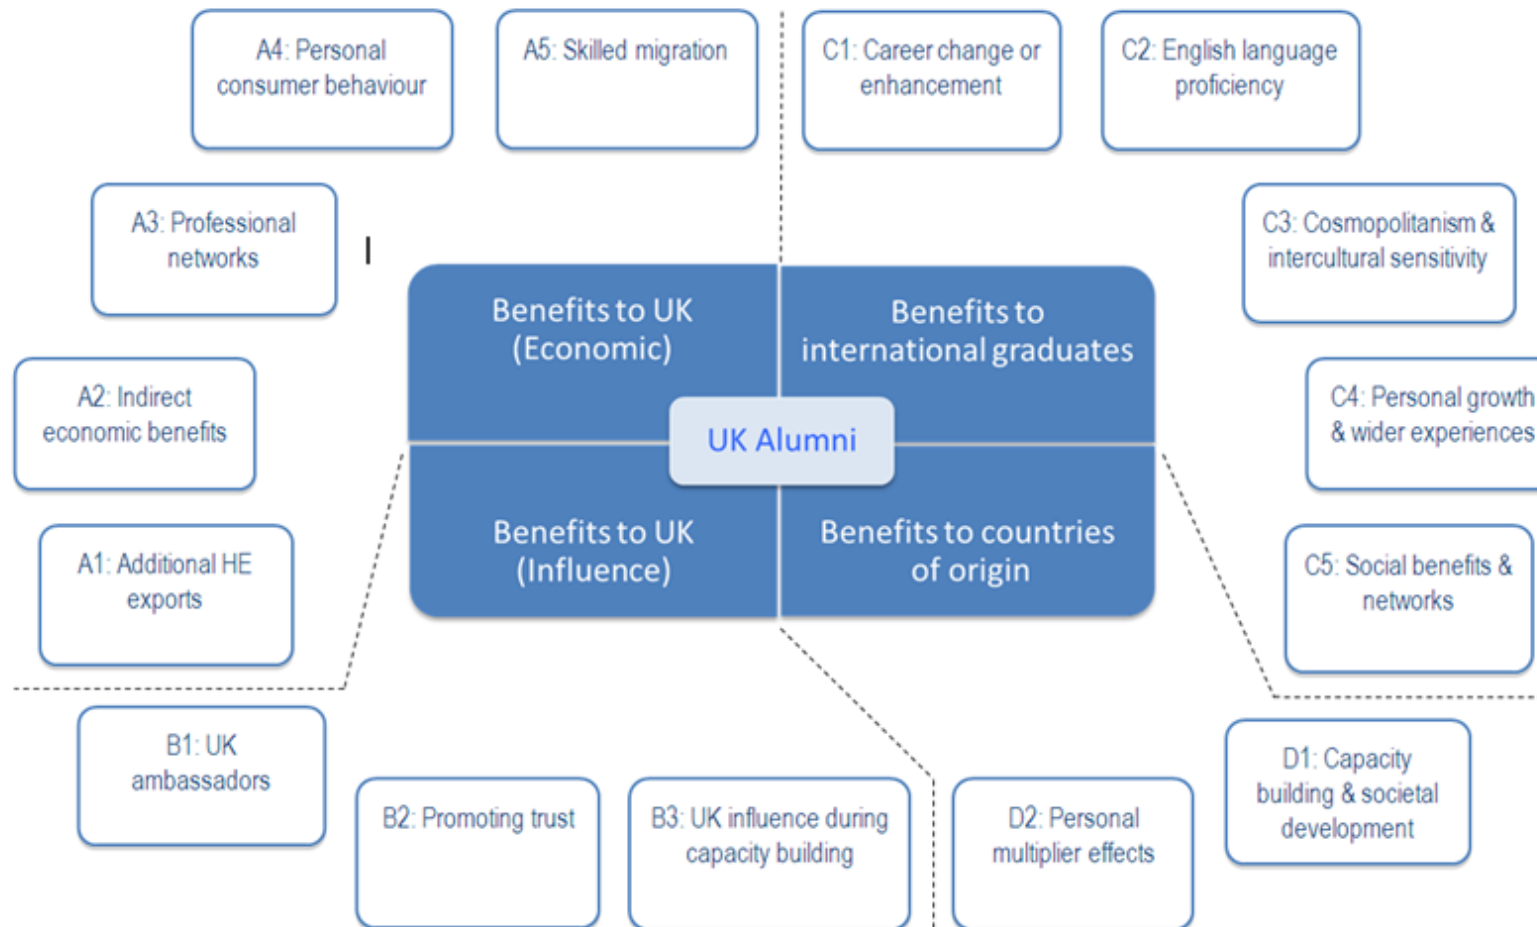 A4: Personal
consumer behaviour
A5: Skilled migration
C1: Career change or
enhancement
C2: English language
proficiency
A3: Professional
networks
C3: Cosmopolitanism &
intercultural sensitivity
Benefits to UK
(Economic)
Benefits to
international graduates
A2: Indirect
economic benefits
C4: Personal growth
& wider experiences
UK Alumni
Benefits to UK
(Influence)
Benefits to countries
of origin
A1: Additional HE
exports
C5: Social benefits &
networks
B1: UK
ambassadors
B2: Promoting trust
B3: UK influence during
capacity building
D2: Personal
multiplier effects
D1: Capacity
building & societal
development